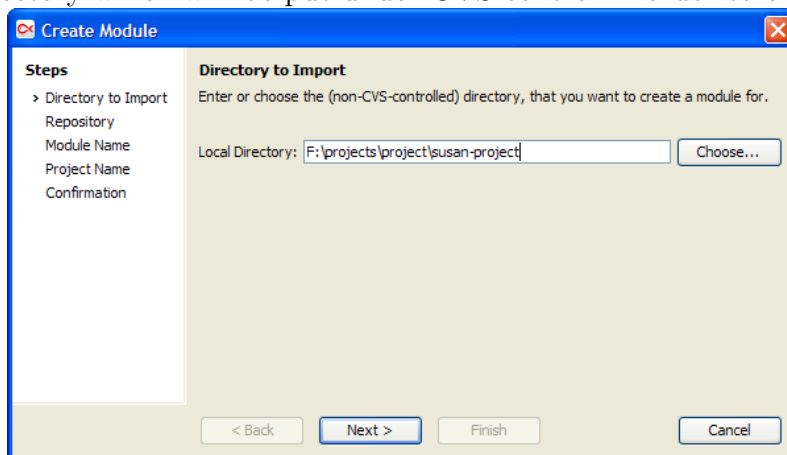 Create Module
Steps
> Directory to Import
Repository
Module Name
Project Name
Confirmation
Directory to Import
Enter or choose the (non-CVS-controlled) directory, that you want to create a module for.
Local Directory: F:\projects\project\susan-project
Choose...
< Back
Next >
Finish
Cancel